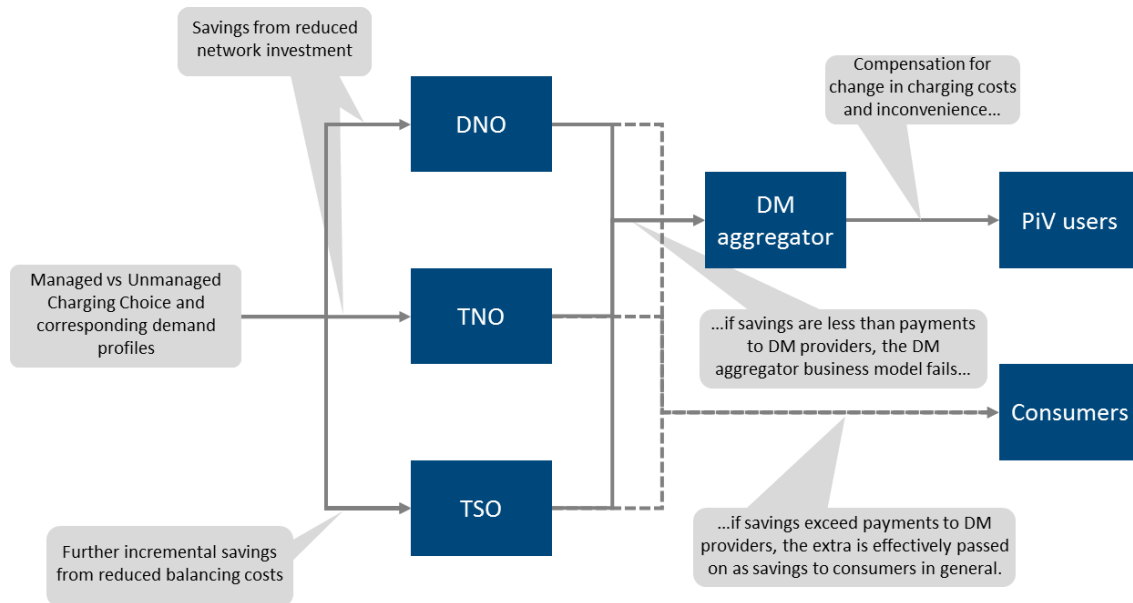 Savings from reduced
network investment
DNO
Compensation for
change in charging costs
and inconvenience...
DM
aggregator
PiV users
Managed vs Unmanaged
Charging Choice and
corresponding demand
profiles
TNO
...if savings are less than payments
to DM providers, the DM
aggregator business model fails...
Consumers
TSO
Further incremental savings
from reduced balancing costs
...if savings exceed payments to DM
providers, the extra is effectively passed
on as savings to consumers in general.